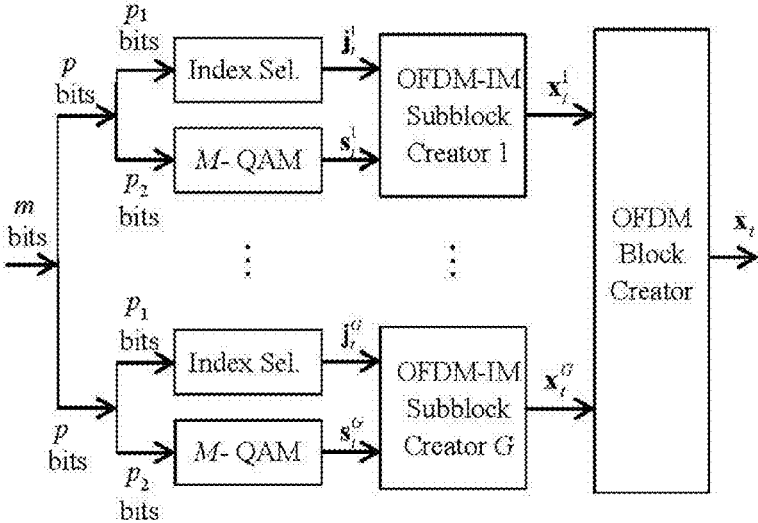 p₁
bits
p
bits
Index Sel.
j_t^1
M- QAM
s_t^1
p₂
bits
OFDM-IM
Subblock
Creator 1
x_t^1
m
bits
OFDM
Block
Creator
x_t
p₁
bits
Index Sel.
j_t^G
M- QAM
s_t^G
p
bits
p₂
bits
OFDM-IM
Subblock
Creator G
x_t^G